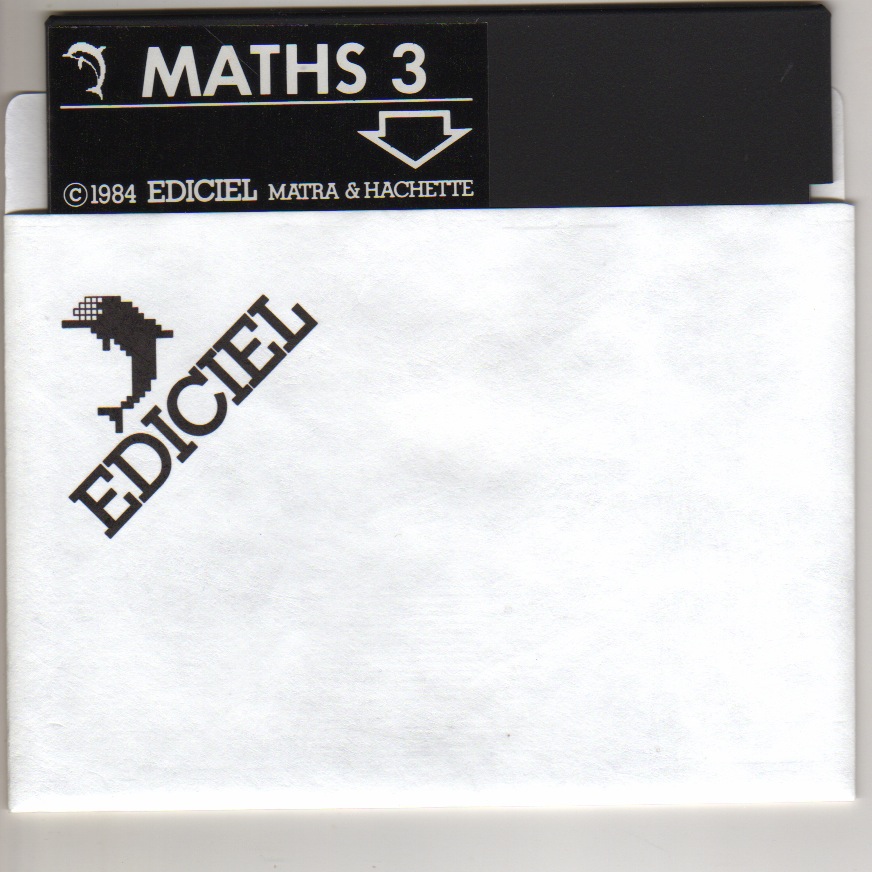 MATHS 3
©1984 EDICIEL MATRA & HACHETTE
EDICIEL